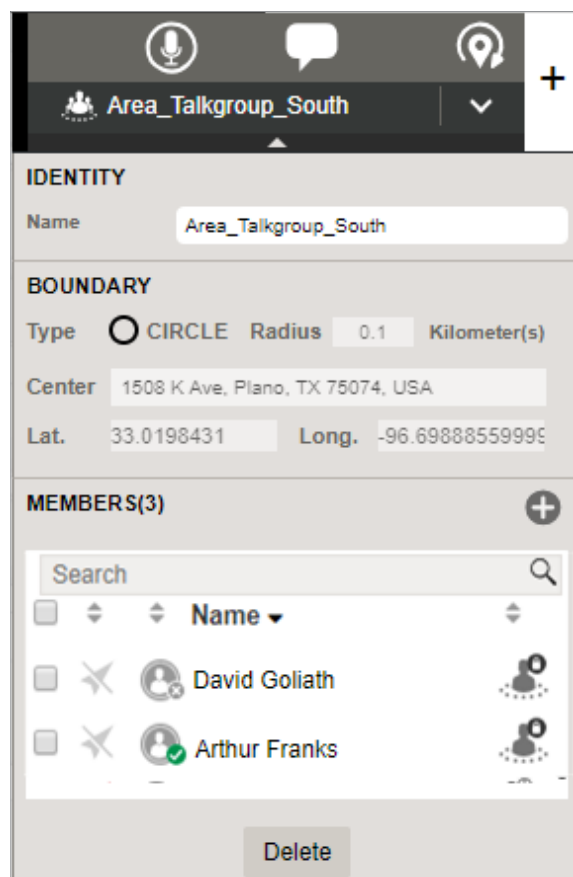 Area_Talkgroup_South
+
IDENTITY
Name Area_Talkgroup_South
BOUNDARY
Type CIRCLE Radius 0.1 Kilometer(s)
Center 1508 K Ave, Plano, TX 75074, USA
Lat. 33.0198431 Long. -96.69888559999
MEMBERS(3)
Search
Name
David Goliath
Arthur Franks
Delete